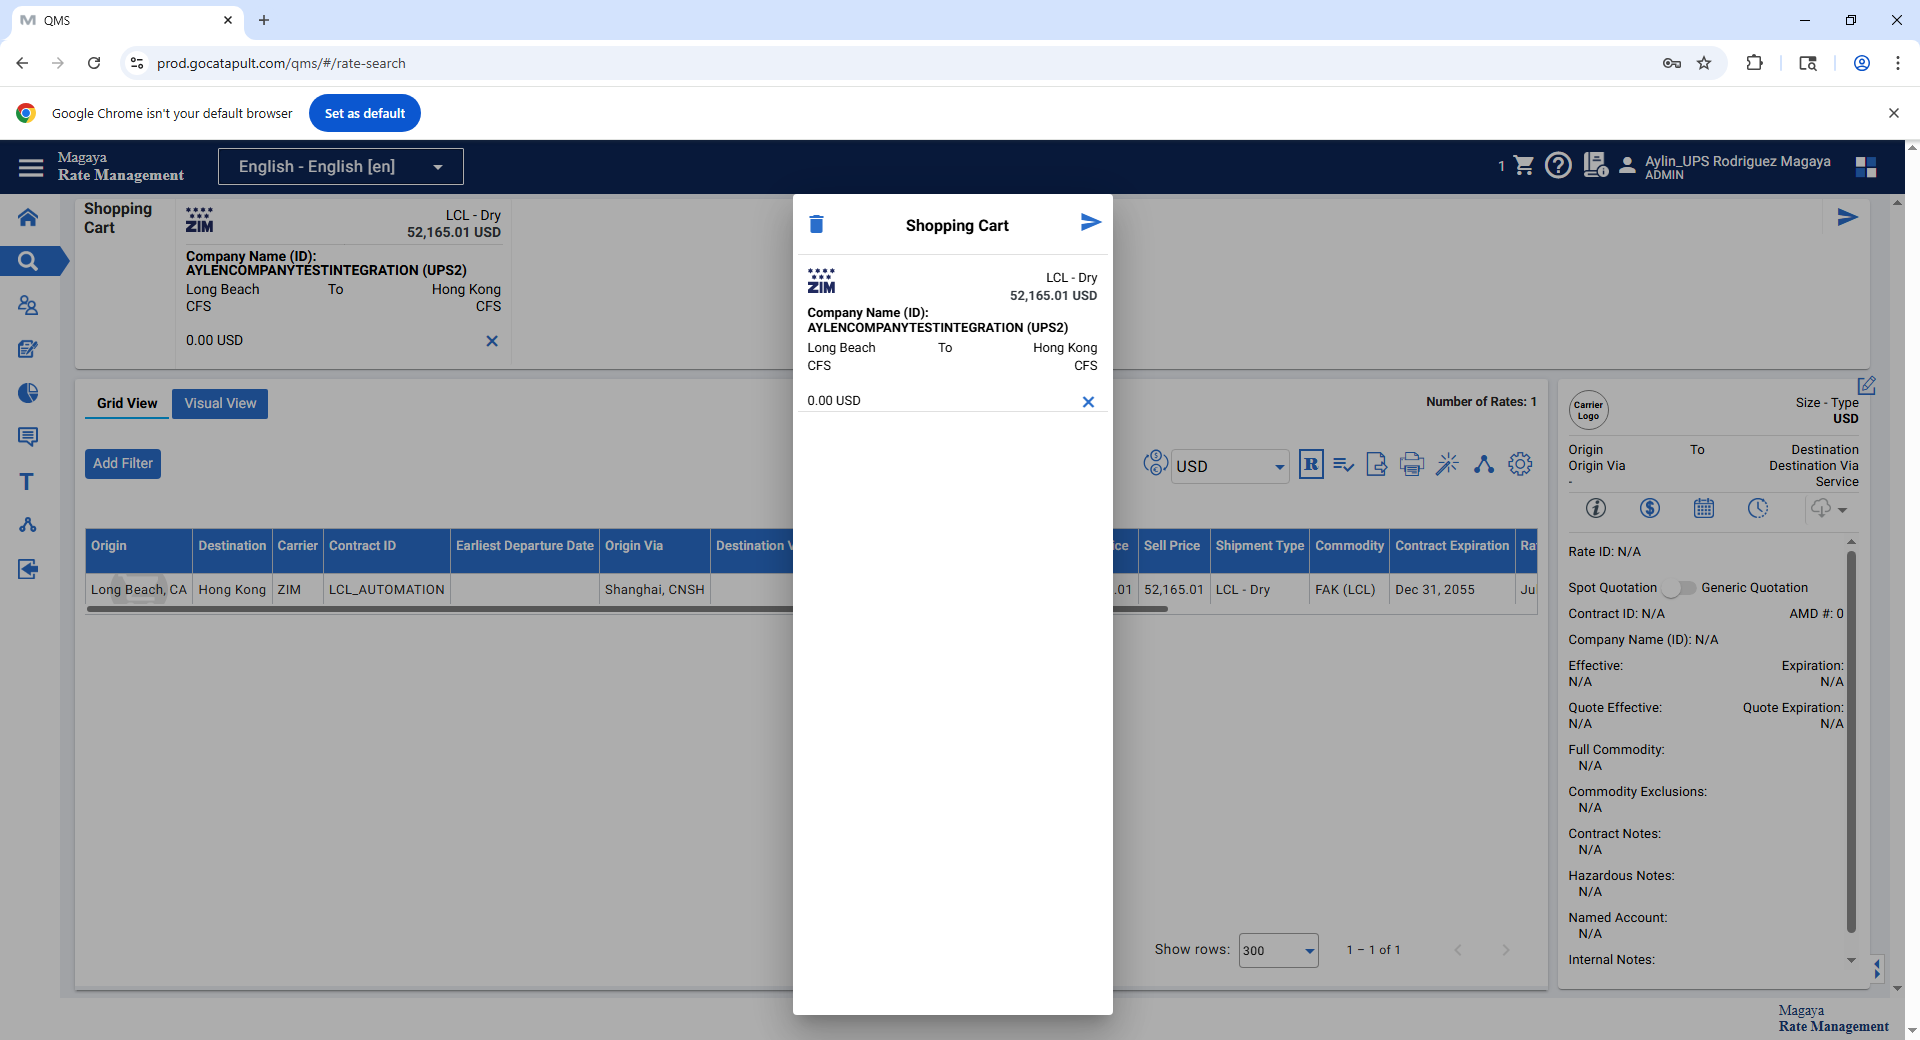 QMS
prod.gocatapult.com/qms/#/rate-search
Google Chrome isn't your default browser
Set as default
Magaya
Rate Management
English - English [en]
1
Aylin_UPS Rodriguez Magaya
ADMIN
Shopping
Cart
ZIM
LCL - Dry
52,165.01 USD
Company Name (ID):
AYLENCOMPANYTESTINTEGRATION (UPS2)
Long Beach To Hong Kong
CFS CFS
0.00 USD
Shopping Cart
ZIM
LCL - Dry
52,165.01 USD
Company Name (ID):
AYLENCOMPANYTESTINTEGRATION (UPS2)
Long Beach To Hong Kong
CFS CFS
0.00 USD
Grid View Visual View
Number of Rates: 1
Add Filter
USD
R
Origin Destination Carrier Contract ID Earliest Departure Date Origin Via Destination V ice Sell Price Shipment Type Commodity Contract Expiration Ra
Long Beach, CA Hong Kong ZIM LCL_AUTOMATION Shanghai, CNSH .01 52,165.01 LCL - Dry FAK (LCL) Dec 31, 2055 Ju
Show rows: 300 1 – 1 of 1
Carrier
Logo
Size - Type
USD
Origin To Destination
Origin Via Destination Via
- Service
Rate ID: N/A
Spot Quotation Generic Quotation
Contract ID: N/A AMD #: 0
Company Name (ID): N/A
Effective: Expiration:
N/A N/A
Quote Effective: Quote Expiration:
N/A N/A
Full Commodity:
N/A
Commodity Exclusions:
N/A
Contract Notes:
N/A
Hazardous Notes:
N/A
Named Account:
N/A
Internal Notes:
Magaya
Rate Management